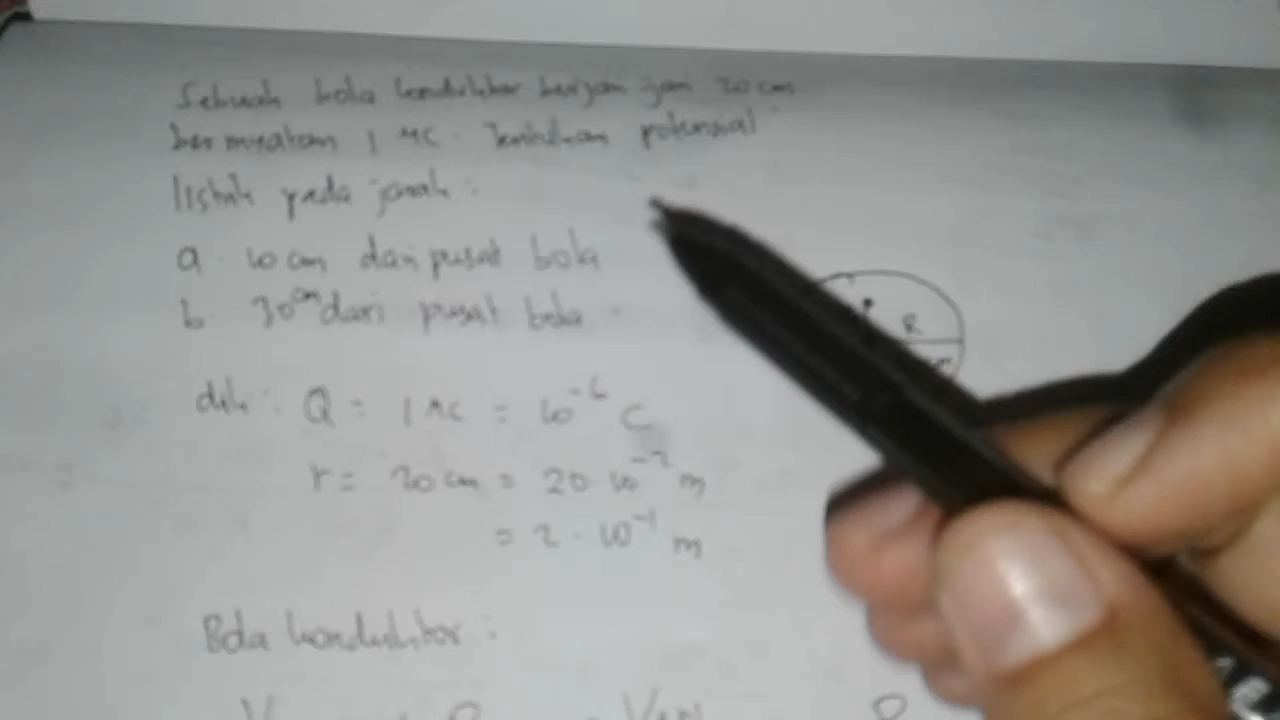 Sebuah bola konduktor berjari-jari 20 cm
bermuatan 1 μC. Tentukan potensial
listrik pada jarak :
a. 10 cm dari pusat bola
b. 30 cm dari pusat bola.
R
dik : Q = 1 μC = 10⁻⁶ C
r = 20 cm = 20 · 10⁻² m
= 2 · 10⁻¹ m
Bola konduktor :